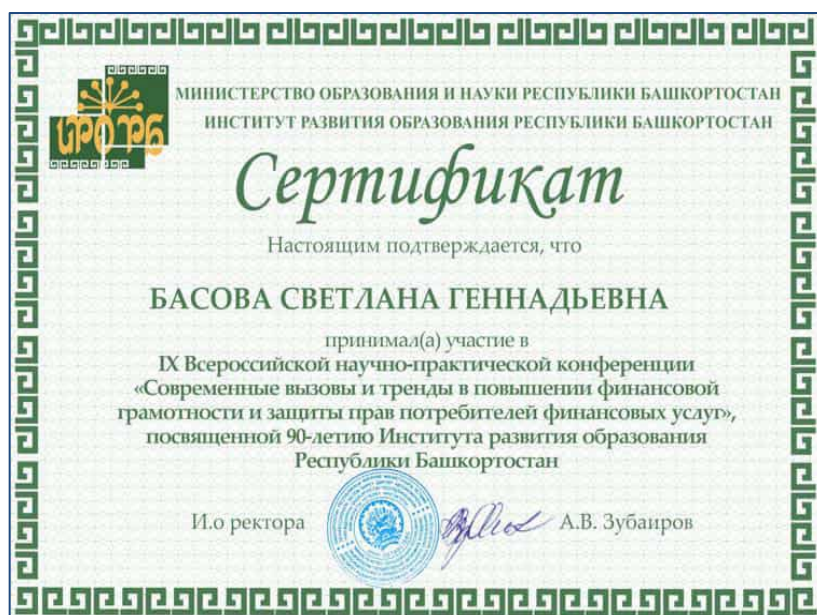 МИНИСТЕРСТВО ОБРАЗОВАНИЯ И НАУКИ РЕСПУБЛИКИ БАШКОРТОСТАН
ИНСТИТУТ РАЗВИТИЯ ОБРАЗОВАНИЯ РЕСПУБЛИКИ БАШКОРТОСТАН
ИРО РБ
Сертификат
Настоящим подтверждается, что
БАСОВА СВЕТЛАНА ГЕННАДЬЕВНА
принимал(а) участие в
IX Всероссийской научно-практической конференции
«Современные вызовы и тренды в повышении финансовой
грамотности и защиты прав потребителей финансовых услуг»,
посвященной 90-летию Института развития образования
Республики Башкортостан
И.о ректора
А.В. Зубаиров